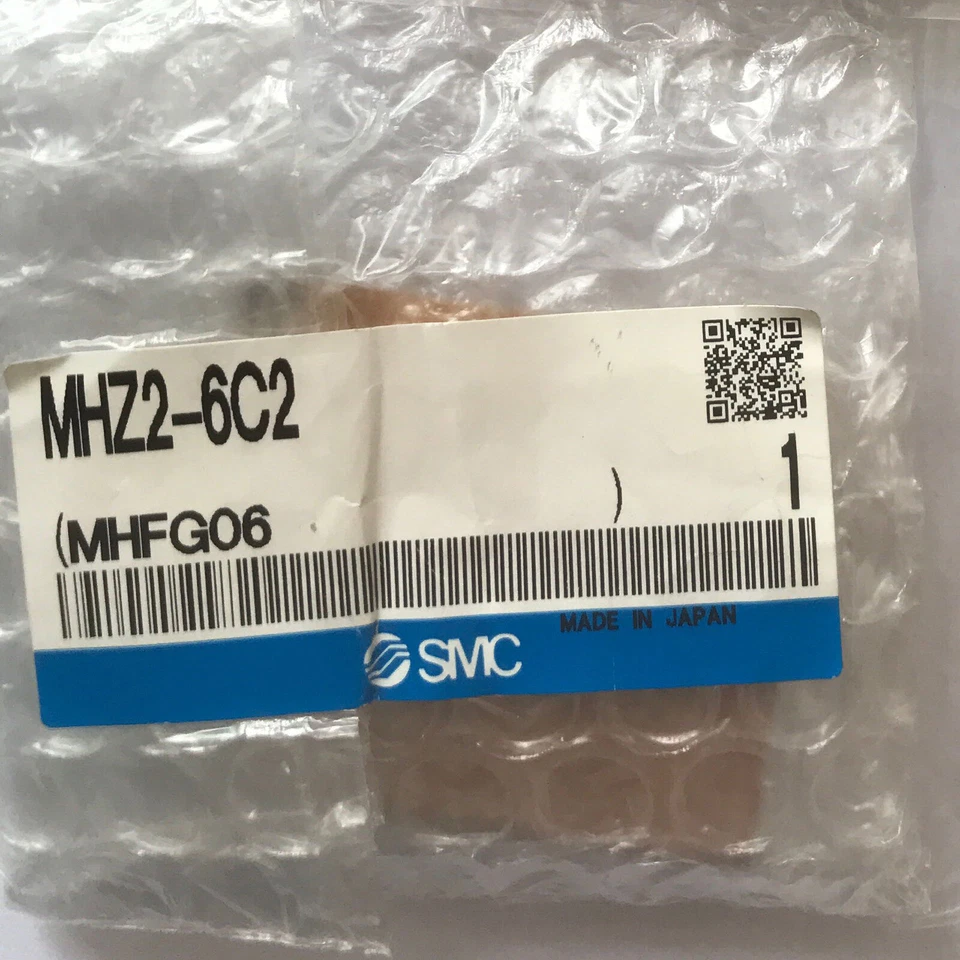 MHZ2-6C2
1
(MHFG06 )
MADE IN JAPAN
SMC